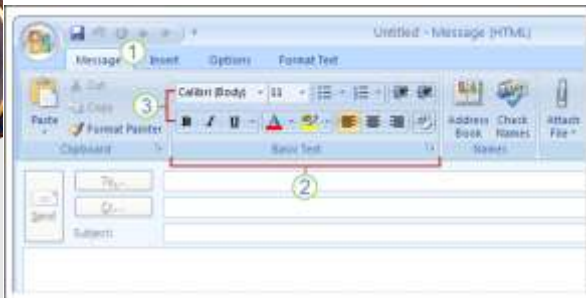 Untitled - Message (HTML)
Message 1 Insert Options Format Text
Cut
Copy
Format Painter
Paste
3
Calibri (Body) 11
B I U A
Address Book
Check Names
Attach File
Clipboard Basic Text Names
2
To...
Cc...
Send
Subject: